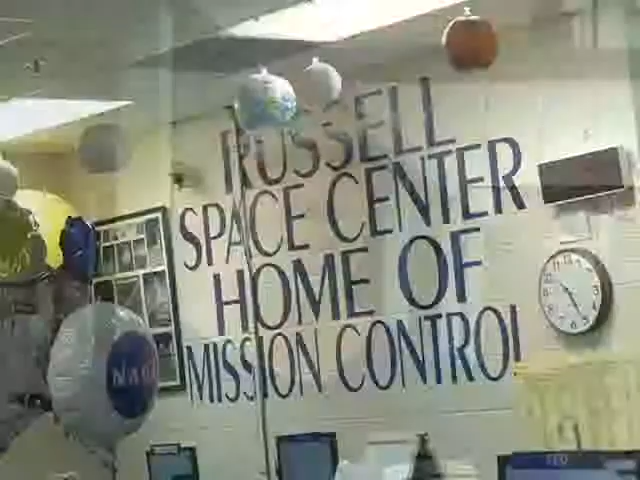 RUSSELL
SPACE CENTER
HOME OF
MISSION CONTROL
NASA